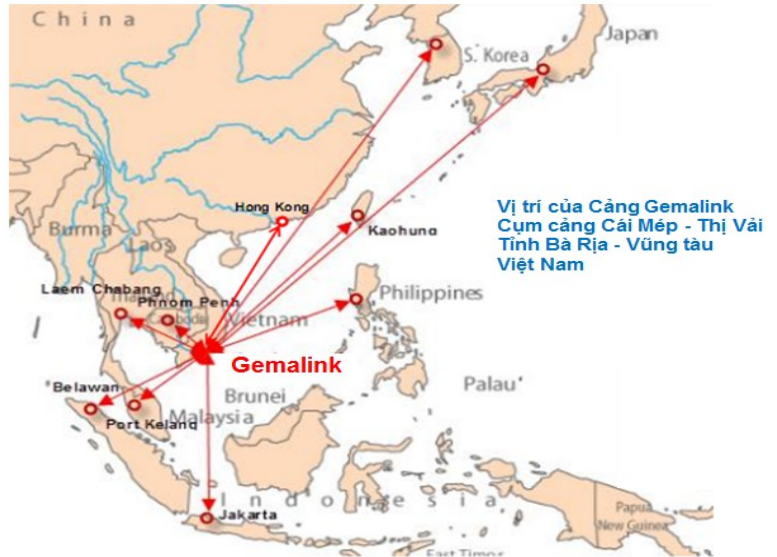 China
Japan
S. Korea
Hong Kong
Kaohung
Vị trí của Cảng Gemalink
Cụm cảng Cái Mép - Thị Vải
Tỉnh Bà Rịa - Vũng tàu
Việt Nam
Burma
Laos
Laem Chabang
Phnom Penh
Philippines
Vietnam
Gemalink
Belawan
Port Kelang
Malaysia
Brunei
Palau
Indonesia
Jakarta
Papua
New Guinea
East Timor